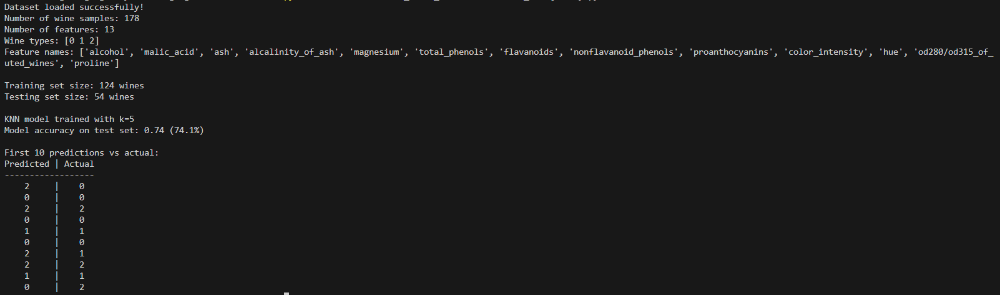 Dataset loaded successfully!
Number of wine samples: 178
Number of features: 13
Wine types: [0 1 2]
Feature names: ['alcohol', 'malic_acid', 'ash', 'alcalinity_of_ash', 'magnesium', 'total_phenols', 'flavanoids', 'nonflavanoid_phenols', 'proanthocyanins', 'color_intensity', 'hue', 'od280/od315_of_
uted_wines', 'proline']
Training set size: 124 wines
Testing set size: 54 wines
KNN model trained with k=5
Model accuracy on test set: 0.74 (74.1%)
First 10 predictions vs actual:
Predicted | Actual
------------------
2 | 0
0 | 0
2 | 2
0 | 0
1 | 1
0 | 0
2 | 1
2 | 2
1 | 1
0 | 2